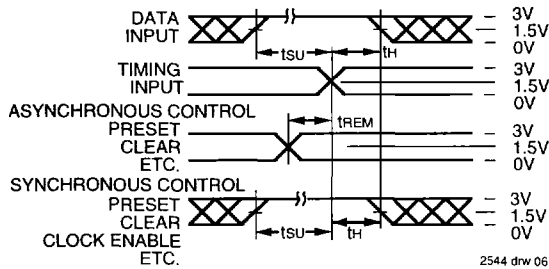 DATA
INPUT
3V
1.5V
0V
tSU
tH
TIMING
INPUT
3V
1.5V
0V
ASYNCHRONOUS CONTROL
PRESET
CLEAR
ETC.
tREM
3V
1.5V
0V
SYNCHRONOUS CONTROL
PRESET
CLEAR
CLOCK ENABLE
ETC.
tSU
tH
3V
1.5V
0V
2544 drw 06